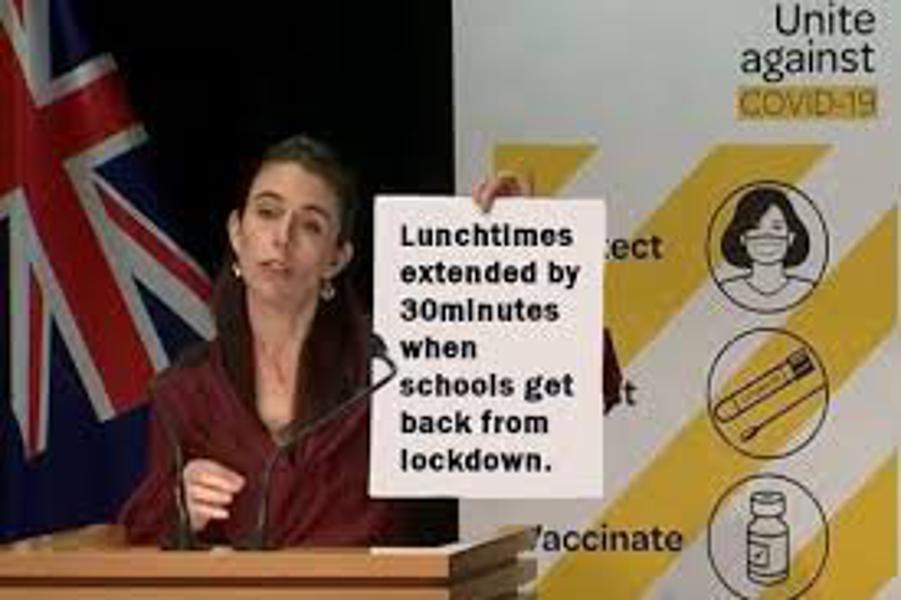 Unite
against
COVID-19
Lunchtimes
extended by
30minutes
when
schools get
back from
lockdown.